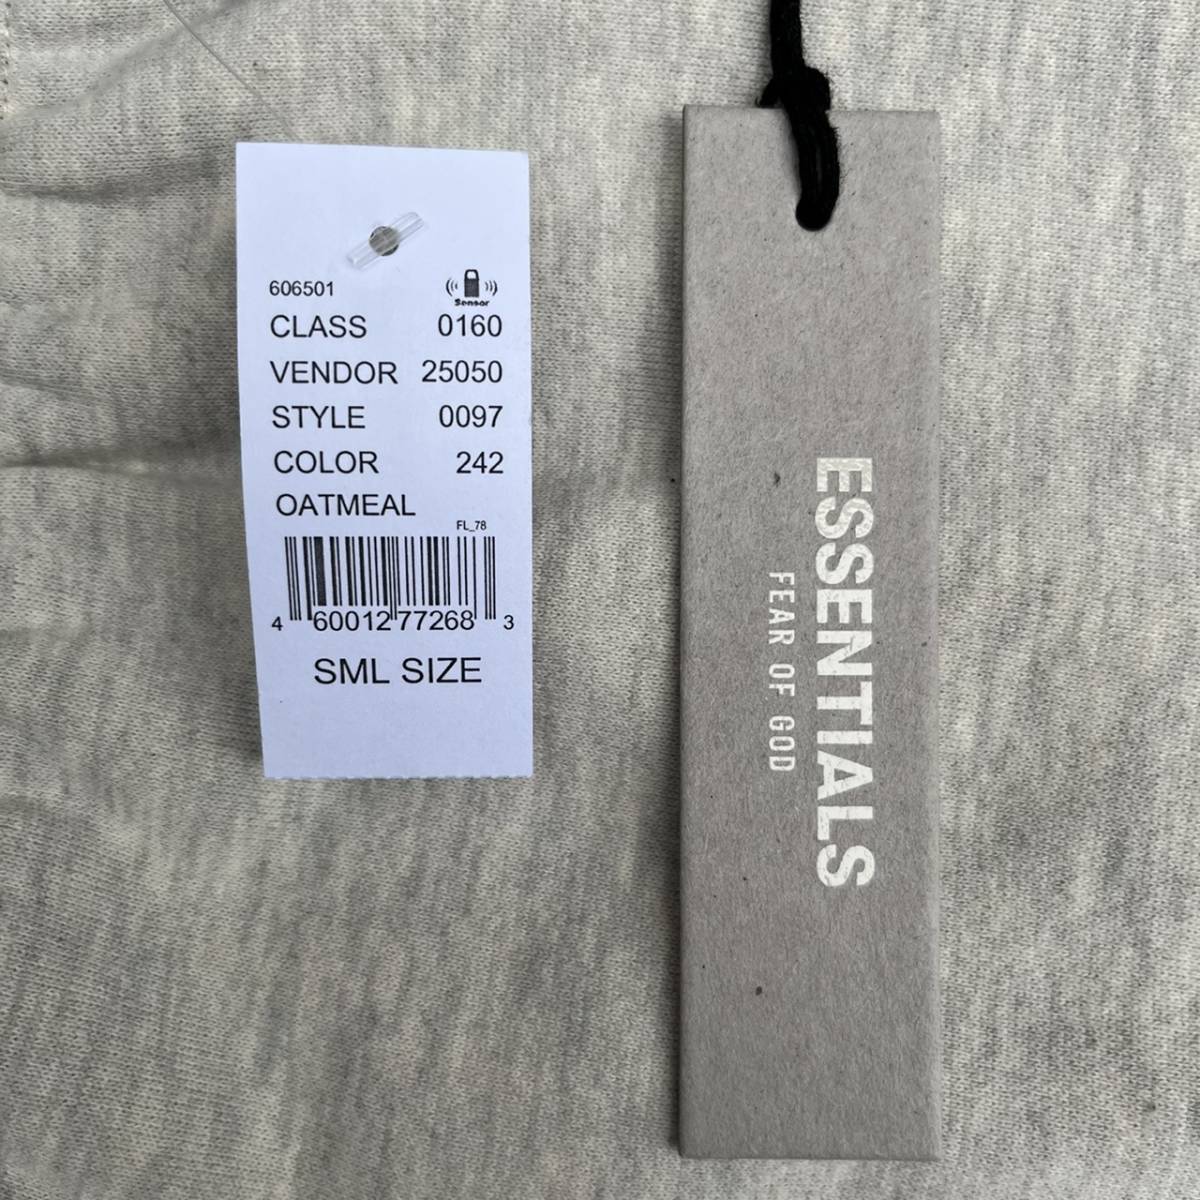 606501
Sensor
CLASS 0160
VENDOR 25050
STYLE 0097
COLOR 242
OATMEAL
FL_78
4 60012 77268 3
SML SIZE
ESSENTIALS
FEAR OF GOD